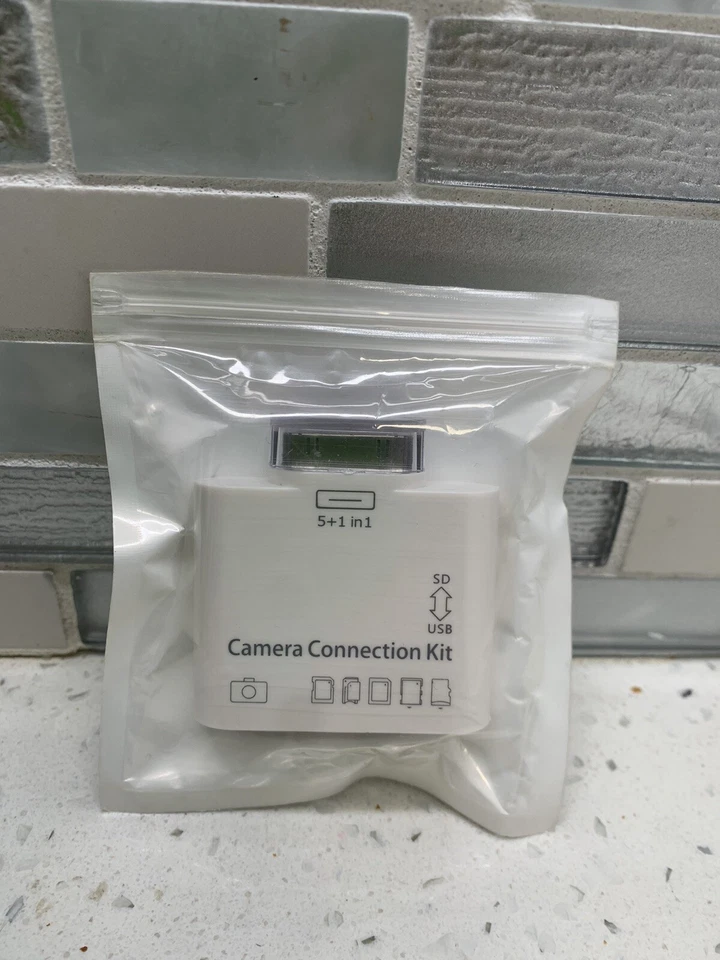 5+1 in1
SD
USB
Camera Connection Kit